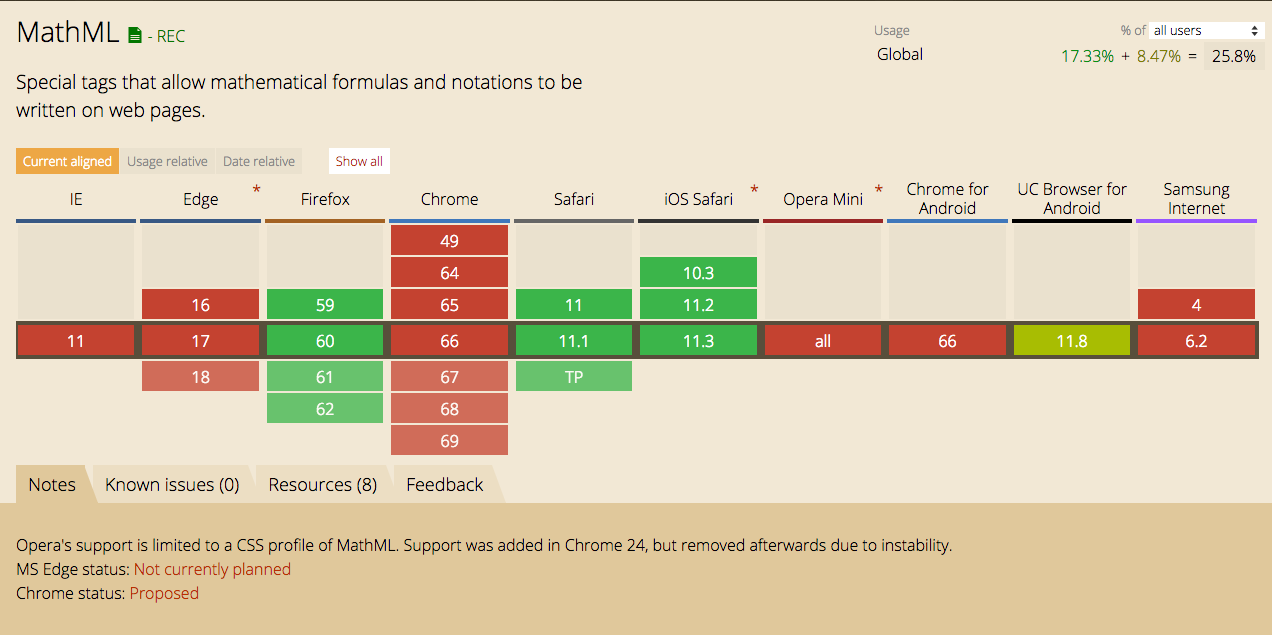 MathML - REC
Usage % of all users
Global 17.33% + 8.47% = 25.8%
Special tags that allow mathematical formulas and notations to be
written on web pages.
Current aligned Usage relative Date relative Show all
IE Edge * Firefox Chrome Safari iOS Safari * Opera Mini * Chrome for Android UC Browser for Android Samsung Internet
49
64 10.3
16 59 65 11 11.2 4
11 17 60 66 11.1 11.3 all 66 11.8 6.2
18 61 67 TP
62 68
69
Notes Known issues (0) Resources (8) Feedback
Opera's support is limited to a CSS profile of MathML. Support was added in Chrome 24, but removed afterwards due to instability.
MS Edge status: Not currently planned
Chrome status: Proposed